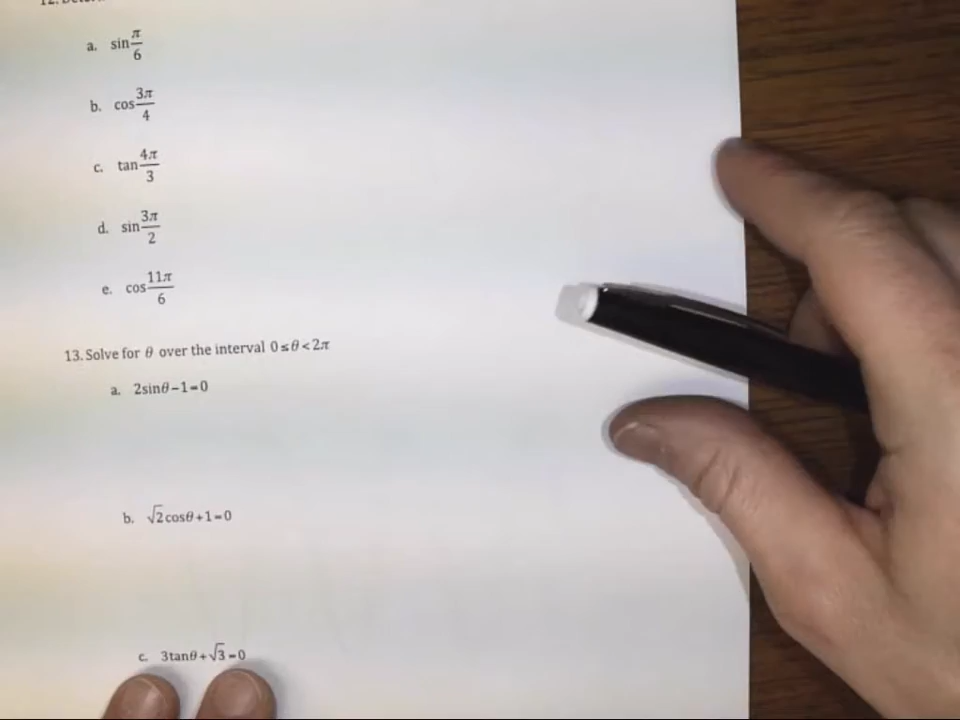 12.
a. sin π/6
b. cos 3π/4
c. tan 4π/3
d. sin 3π/2
e. cos 11π/6
13. Solve for θ over the interval 0≤θ<2π
a. 2sinθ−1=0
b. √2cosθ+1=0
c. 3tanθ+√3=0